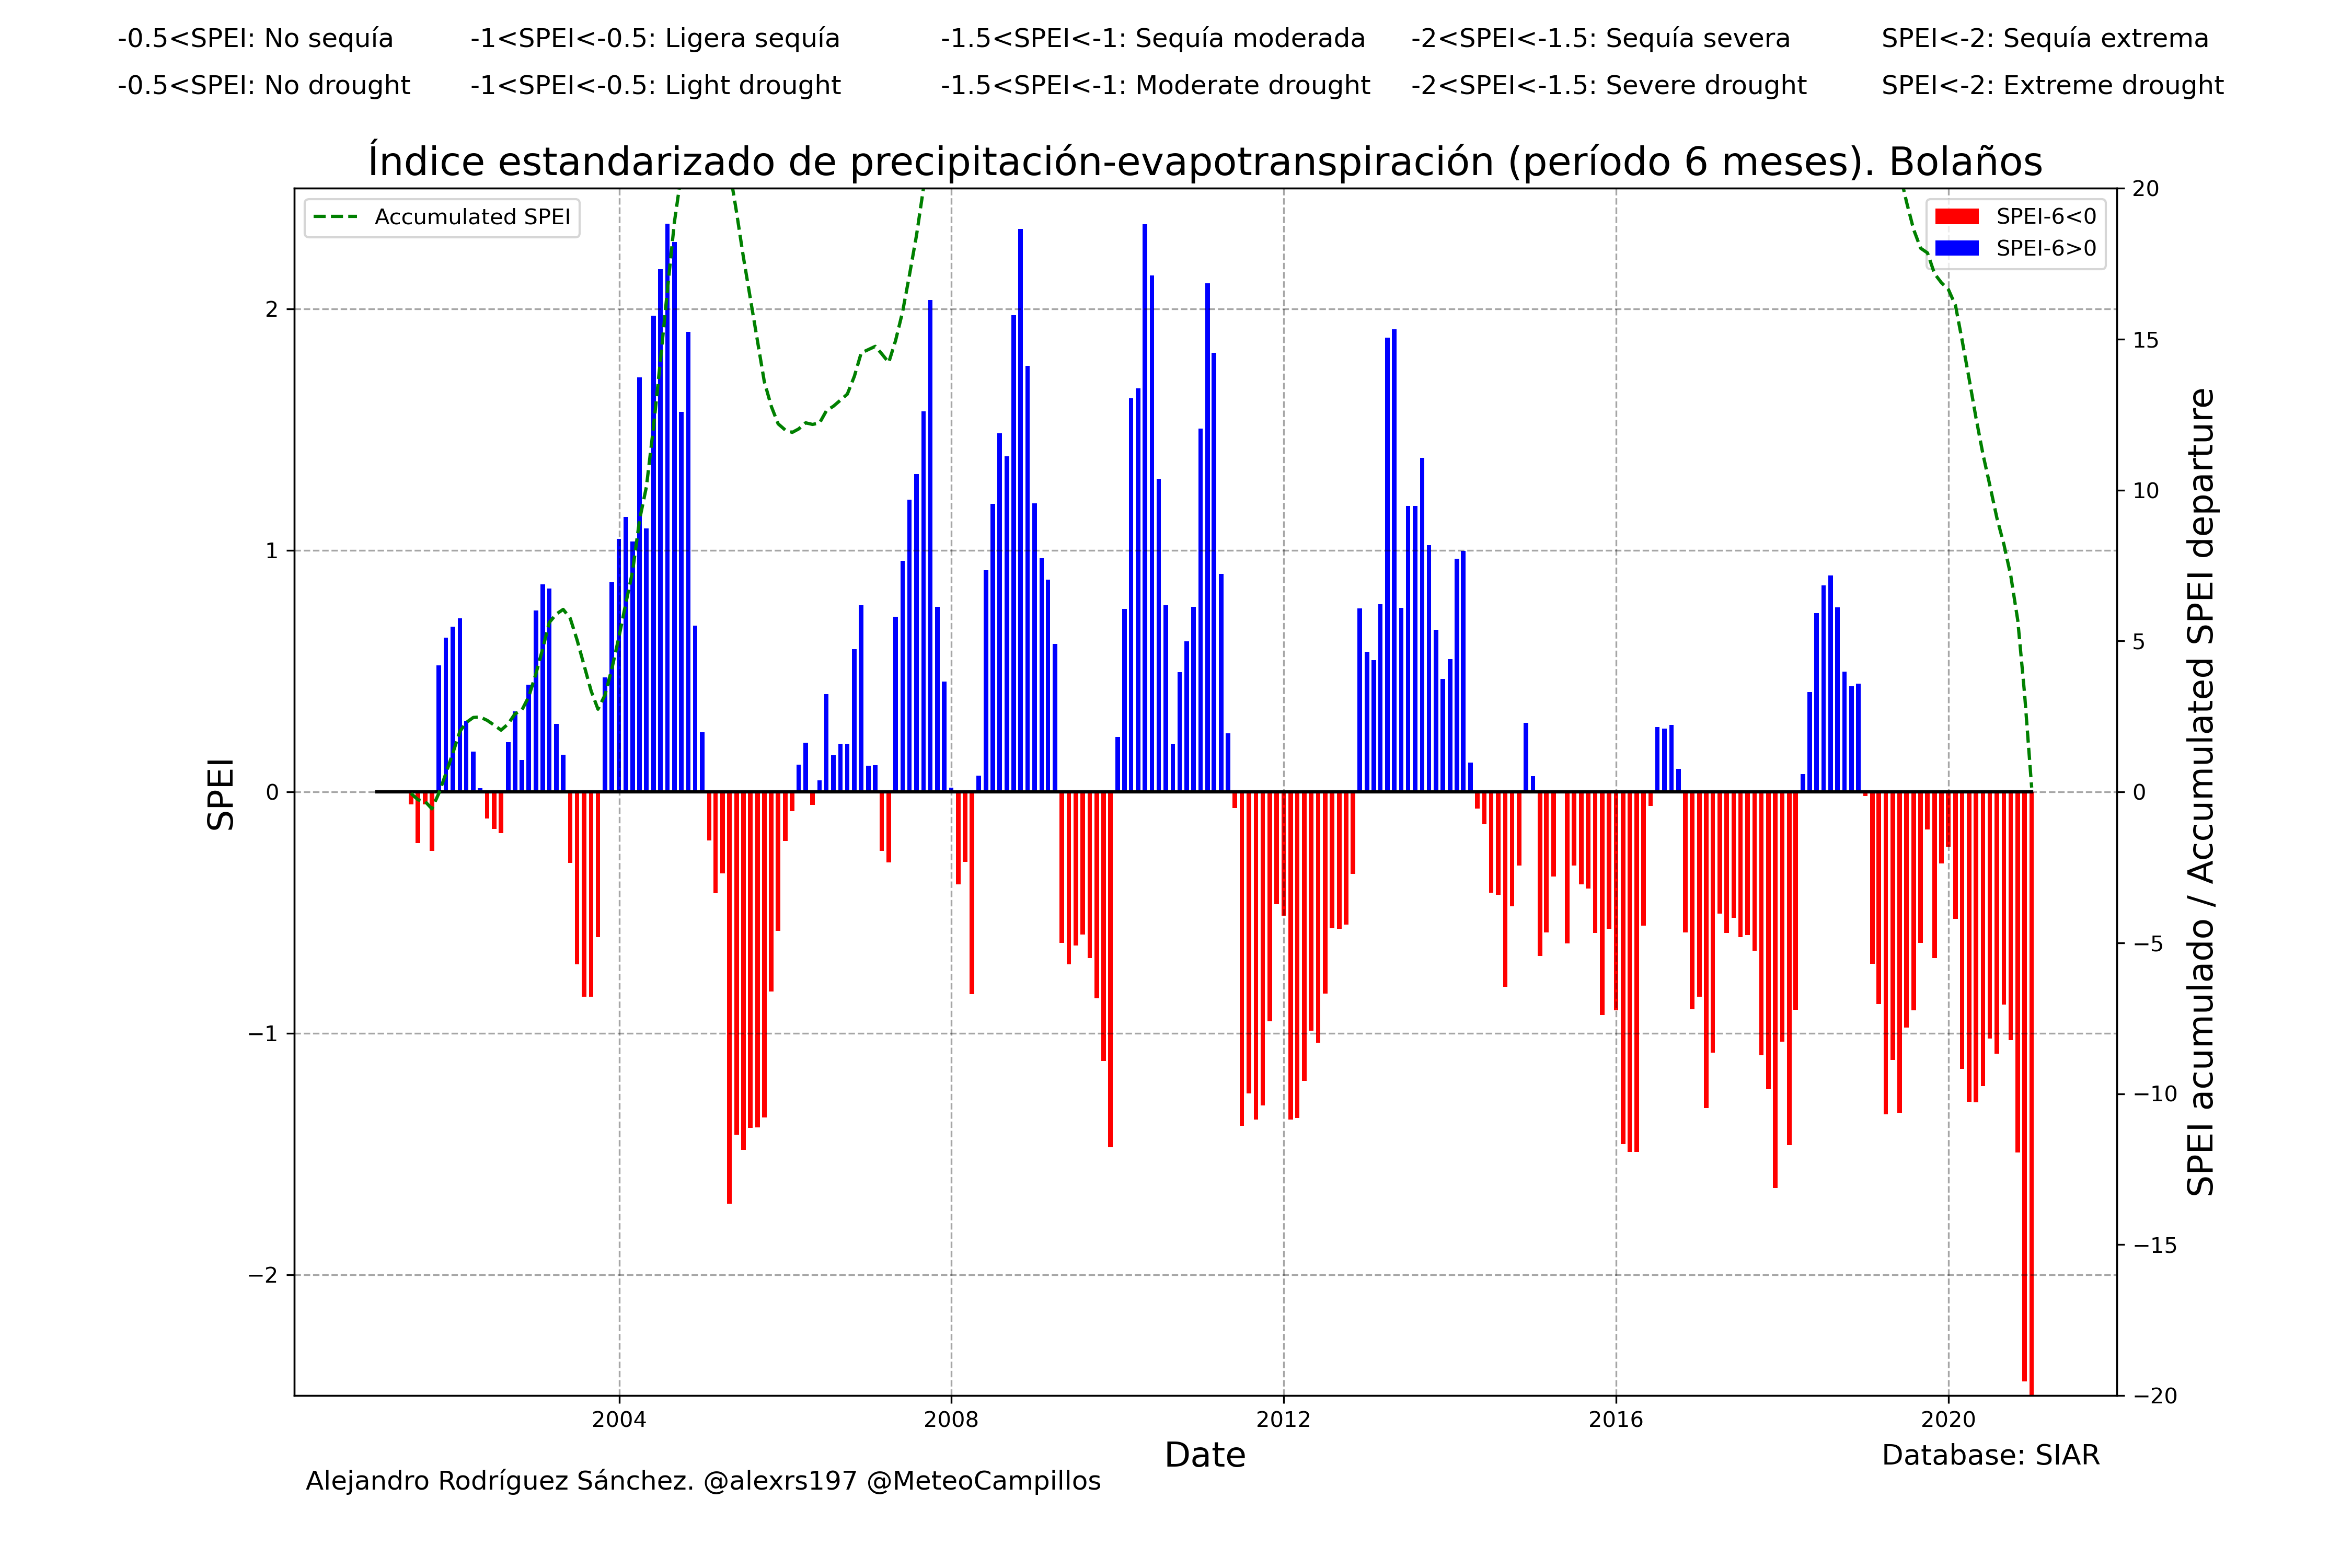 -0.5<SPEI: No sequía -1<SPEI<-0.5: Ligera sequía -1.5<SPEI<-1: Sequía moderada -2<SPEI<-1.5: Sequía severa SPEI<-2: Sequía extrema
-0.5<SPEI: No drought -1<SPEI<-0.5: Light drought -1.5<SPEI<-1: Moderate drought -2<SPEI<-1.5: Severe drought SPEI<-2: Extreme drought
Índice estandarizado de precipitación-evapotranspiración (período 6 meses). Bolaños
Accumulated SPEI
SPEI-6<0
SPEI-6>0
SPEI
2
1
0
−1
−2
20
15
10
5
0
−5
−10
−15
−20
SPEI acumulado / Accumulated SPEI departure
2004 2008 2012 2016 2020
Date
Database: SIAR
Alejandro Rodríguez Sánchez. @alexrs197 @MeteoCampillos